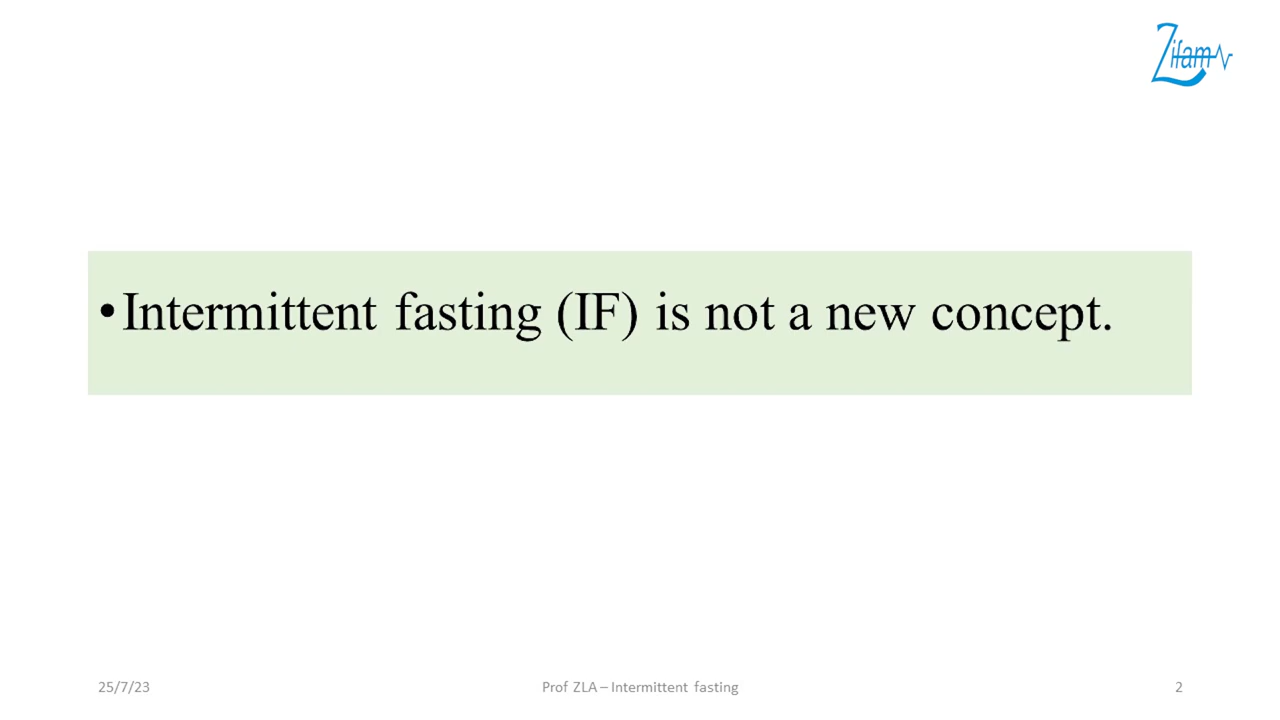 Zifam
•Intermittent fasting (IF) is not a new concept.
25/7/23
Prof ZLA – Intermittent fasting
2